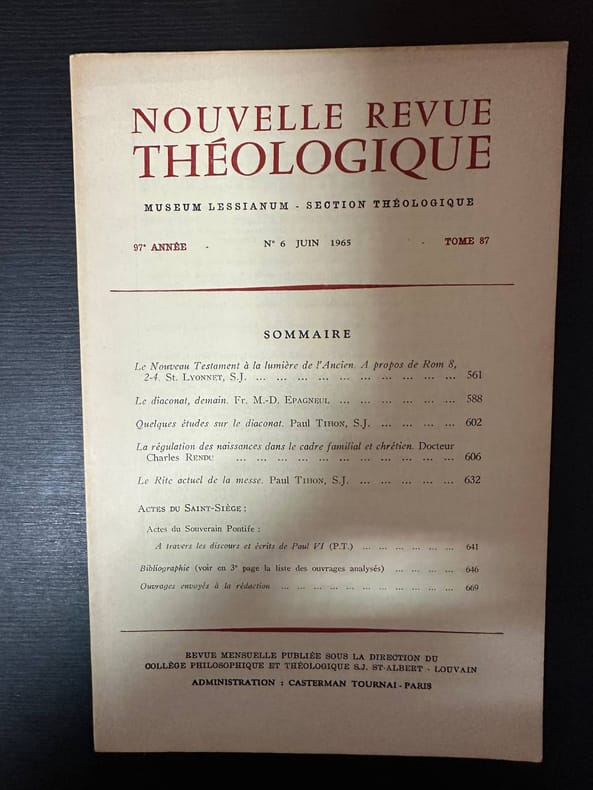 NOUVELLE REVUE
THÉOLOGIQUE
MUSEUM LESSIANUM - SECTION THÉOLOGIQUE
97e ANNÉE - N° 6 JUIN 1965 - TOME 87
SOMMAIRE
Le Nouveau Testament à la lumière de l'Ancien. A propos de Rom 8,
2-4. St. LYONNET, S.J. ... ... ... ... ... ... ... ... ... ... 561
Le diaconat, demain. Fr. M.-D. EPAGNEUL ... ... ... ... ... ... 588
Quelques études sur le diaconat. Paul TIHON, S.J. ... ... ... ... 602
La régulation des naissances dans le cadre familial et chrétien. Docteur
Charles RENDU ... ... ... ... ... ... ... ... ... ... ... 606
Le Rite actuel de la messe. Paul TIHON, S.J. ... ... ... ... ... 632
ACTES DU SAINT-SIÈGE :
Actes du Souverain Pontife :
A travers les discours et écrits de Paul VI (P.T.) ... ... ... ... ... 641
Bibliographie (voir en 3e page la liste des ouvrages analysés) ... ... ... 646
Ouvrages envoyés à la rédaction ... ... ... ... ... ... ... ... ... 669
REVUE MENSUELLE PUBLIÉE SOUS LA DIRECTION DU
COLLÈGE PHILOSOPHIQUE ET THÉOLOGIQUE S.J. ST-ALBERT - LOUVAIN
ADMINISTRATION : CASTERMAN TOURNAI - PARIS